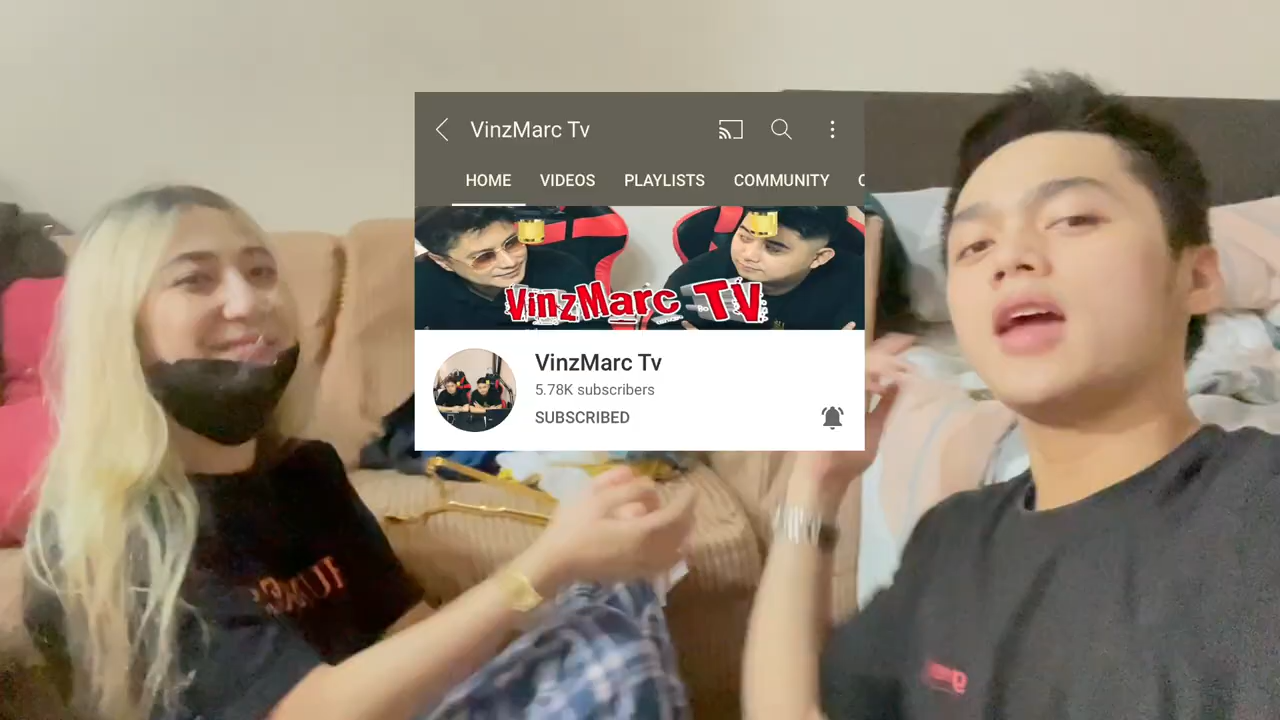 VinzMarc Tv
HOME VIDEOS PLAYLISTS COMMUNITY
VinzMarc TV
VinzMarc Tv
5.78K subscribers
SUBSCRIBED